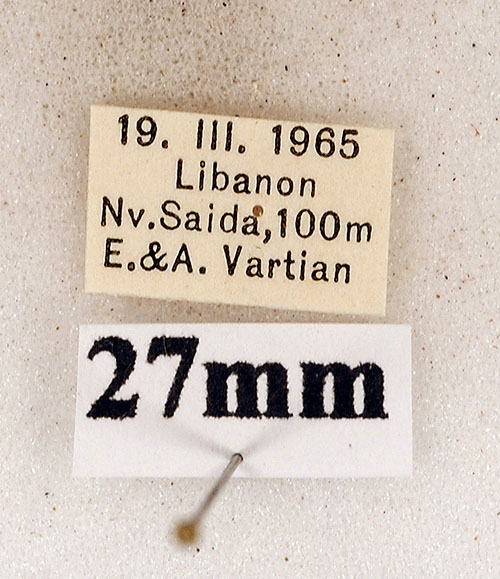 19. III. 1965
Libanon
Nv.Saida,100m
E.&A. Vartian
27mm